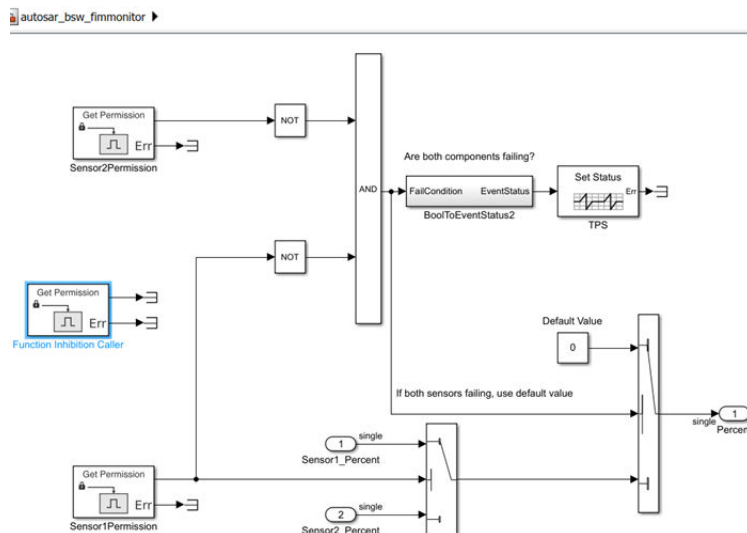 autosar_bsw_fimmonitor
Get Permission
Err
Sensor2Permission
NOT
AND
Are both components failing?
FailCondition EventStatus
BoolToEventStatus2
Set Status
Err
TPS
NOT
Get Permission
Err
Function Inhibition Caller
Default Value
0
If both sensors failing, use default value
1
single
Percen
1
single
Sensor1_Percent
Get Permission
Err
Sensor1Permission
2
single
Sensor2_Percent